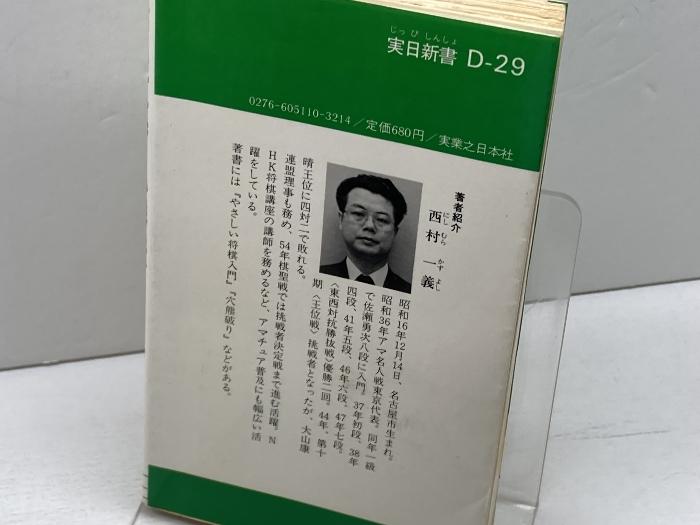 じっぴ しんしょ
実日新書 D-29
0276-605110-3214／定価680円／実業之日本社
著者紹介
にし むら かず よし
西村一義
昭和16年12月14日、名古屋市生まれ。
昭和36年アマ名人戦東京代表。同年一級
で佐瀬勇次八段に入門。37年初段、38年
四段、41年五段、46年六段、47年七段。
〈東西対抗勝抜戦〉優勝二回。44年、第十
期〈王位戦〉挑戦者となったが、大山康
晴王位に四対二で敗れる。
連盟理事も務め、54年棋聖戦では挑戦者決定戦まで進む活躍。N
HK将棋講座の講師を務めるなど、アマチュア普及にも幅広い活
躍をしている。
著書には『やさしい将棋入門』『穴熊破り』などがある。